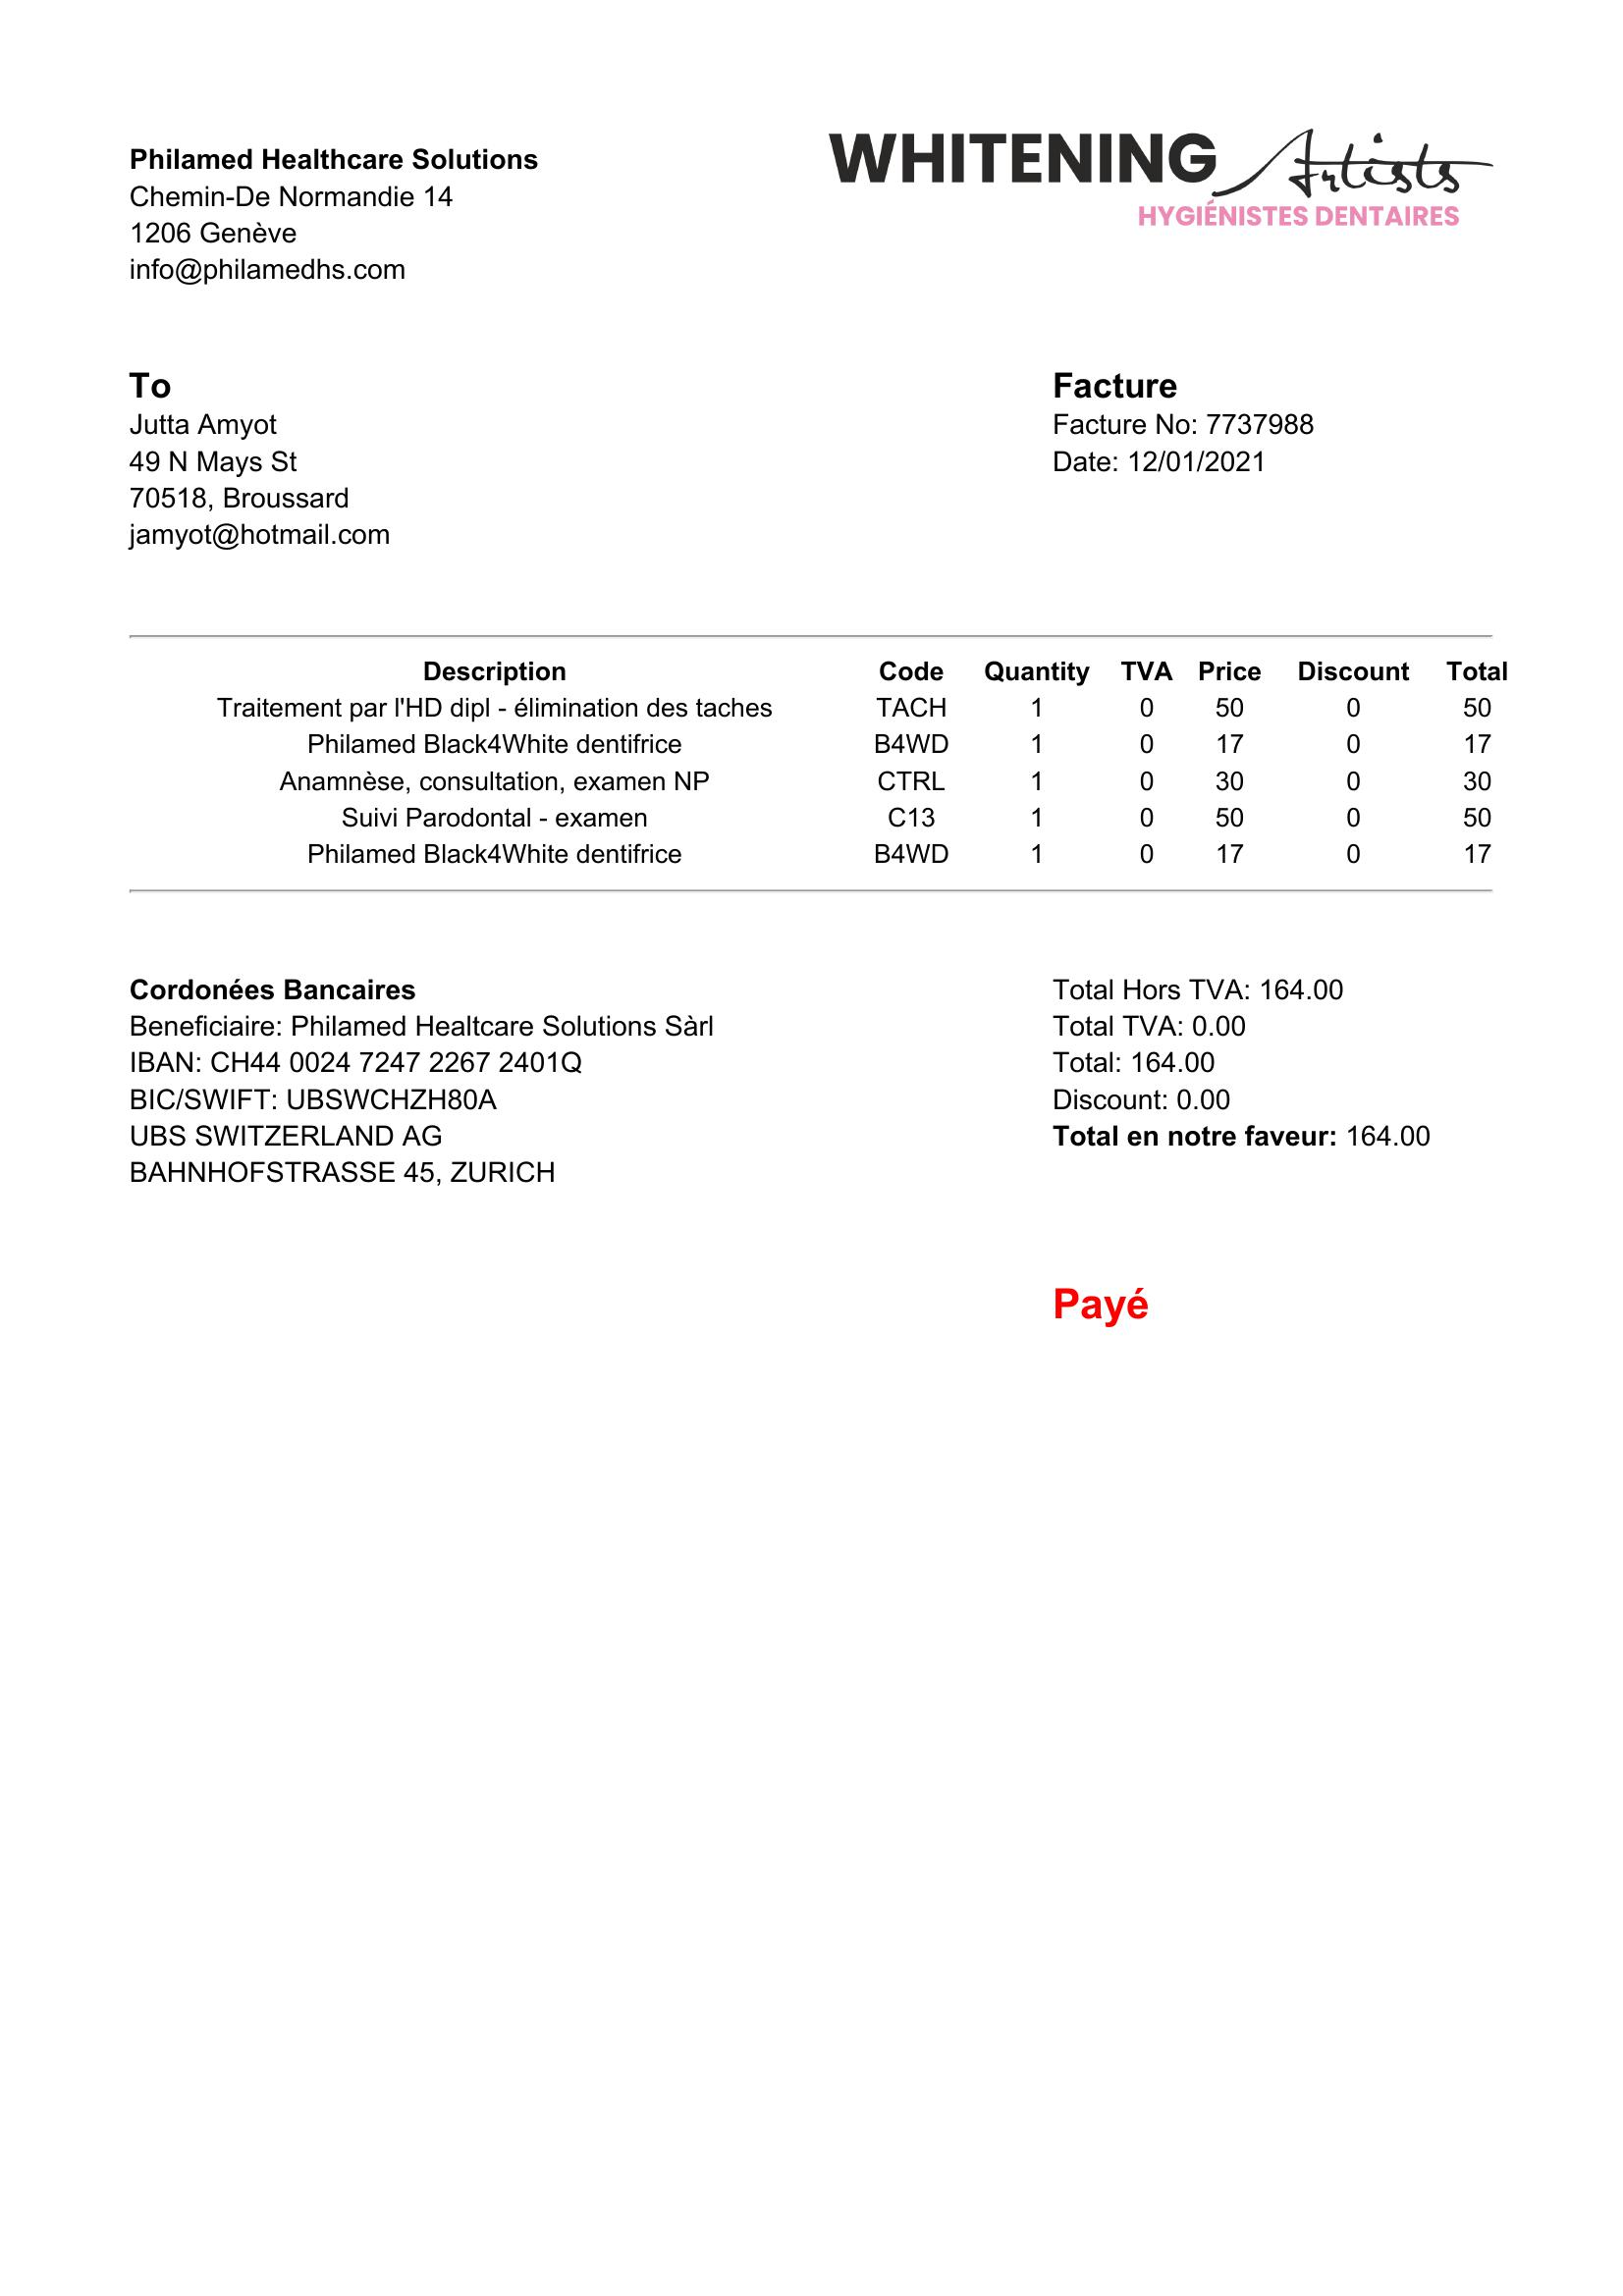 Philamed Healthcare Solutions
Chemin-De Normandie 14
1206 Genève
info@philamedhs.com
WHITENING Artists
HYGIÉNISTES DENTAIRES
To
Jutta Amyot
49 N Mays St
70518, Broussard
jamyot@hotmail.com
Facture
Facture No: 7737988
Date: 12/01/2021
Description Code Quantity TVA Price Discount Total
Traitement par l'HD dipl - élimination des taches TACH 1 0 50 0 50
Philamed Black4White dentifrice B4WD 1 0 17 0 17
Anamnèse, consultation, examen NP CTRL 1 0 30 0 30
Suivi Parodontal - examen C13 1 0 50 0 50
Philamed Black4White dentifrice B4WD 1 0 17 0 17
Cordonées Bancaires
Beneficiaire: Philamed Healtcare Solutions Sàrl
IBAN: CH44 0024 7247 2267 2401Q
BIC/SWIFT: UBSWCHZH80A
UBS SWITZERLAND AG
BAHNHOFSTRASSE 45, ZURICH
Total Hors TVA: 164.00
Total TVA: 0.00
Total: 164.00
Discount: 0.00
Total en notre faveur: 164.00
Payé